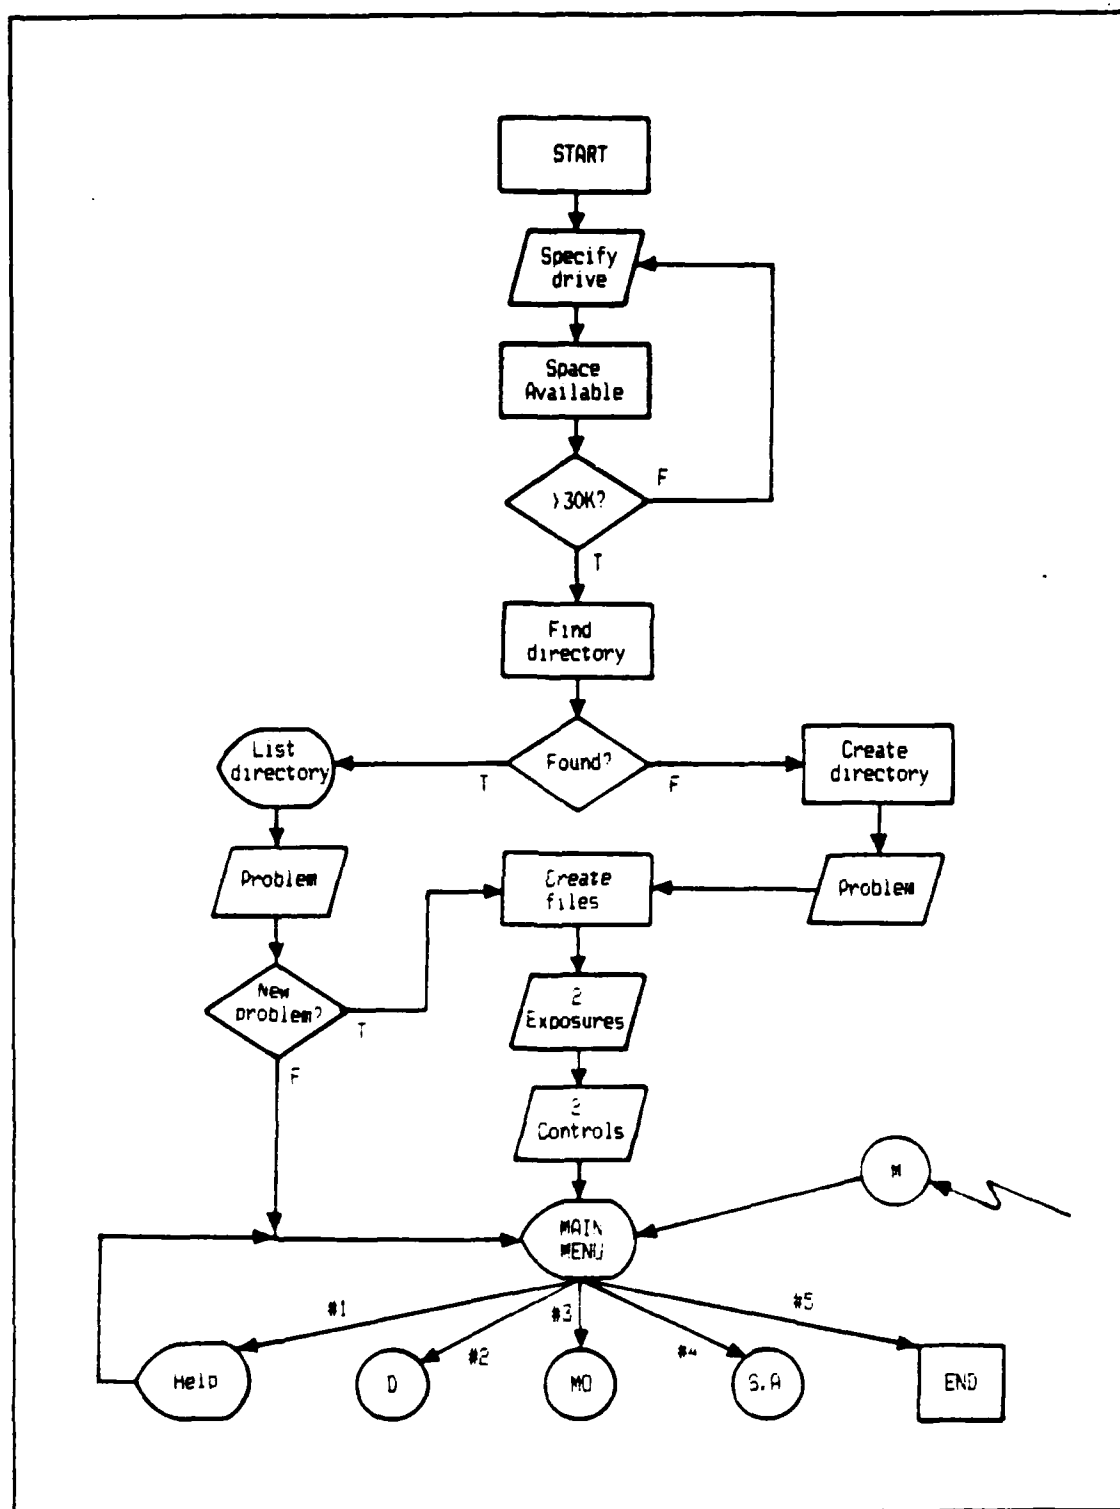 START
Specify
drive
Space
Available
>30K?
F
T
Find
directory
Found?
T
F
List
directory
Create
directory
Problem
Create
files
Problem
New
problem?
T
F
2
Exposures
2
Controls
M
MAIN
MENU
#1
#2
#3
#4
#5
Help
D
MO
S.A
END